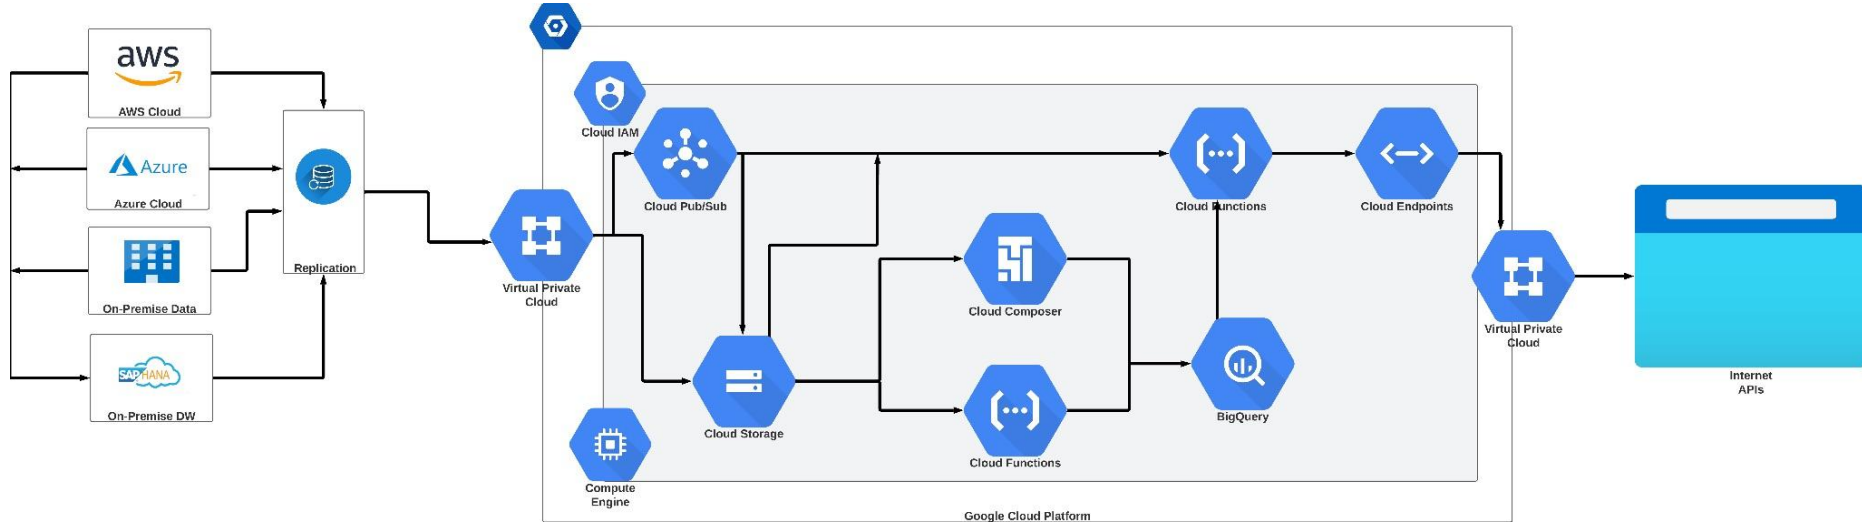 aws
AWS Cloud
Azure
Azure Cloud
On-Premise Data
SAP HANA
On-Premise DW
Replication
Virtual Private
Cloud
Cloud IAM
Cloud Pub/Sub
Cloud Storage
Compute
Engine
Cloud Composer
Cloud Functions
Cloud Functions
BigQuery
Cloud Endpoints
Virtual Private
Cloud
Internet
APIs
Google Cloud Platform